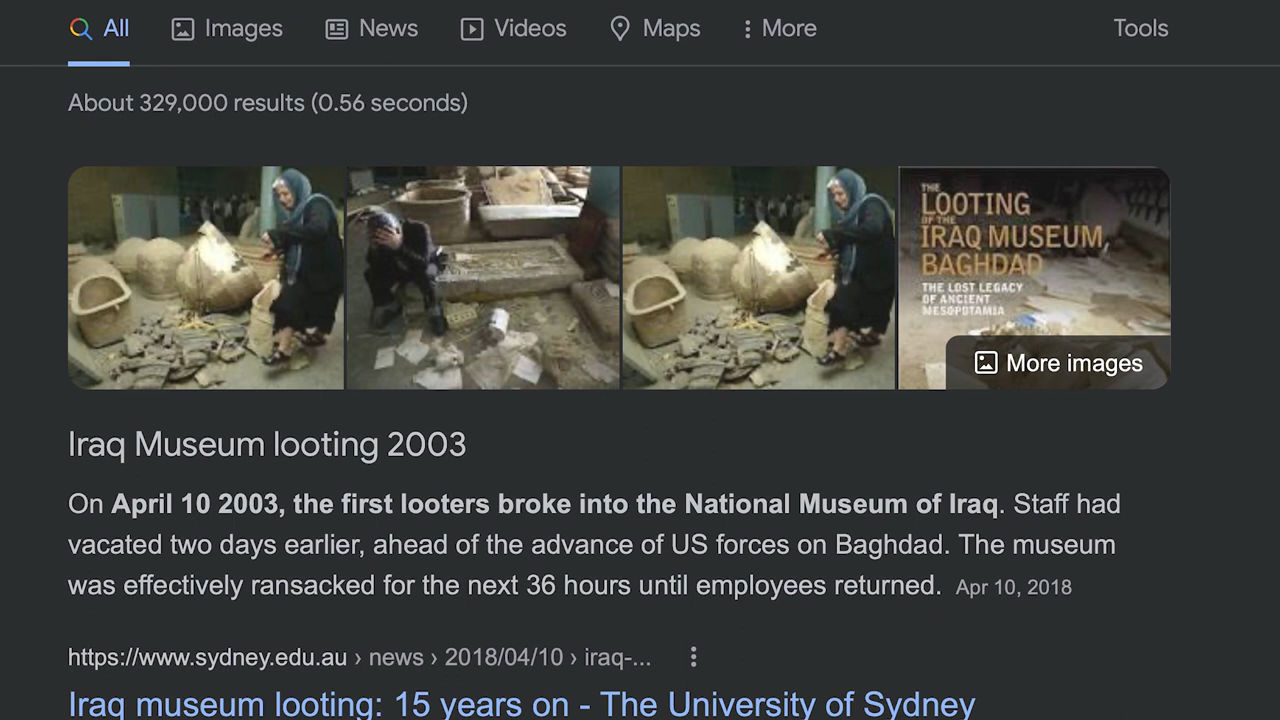 All Images News Videos Maps More Tools
About 329,000 results (0.56 seconds)
THE
LOOTING
OF THE
IRAQ MUSEUM,
BAGHDAD
THE LOST LEGACY
OF ANCIENT
MESOPOTAMIA
More images
Iraq Museum looting 2003
On April 10 2003, the first looters broke into the National Museum of Iraq. Staff had
vacated two days earlier, ahead of the advance of US forces on Baghdad. The museum
was effectively ransacked for the next 36 hours until employees returned. Apr 10, 2018
https://www.sydney.edu.au › news › 2018/04/10 › iraq-...
Iraq museum looting: 15 years on - The University of Sydney